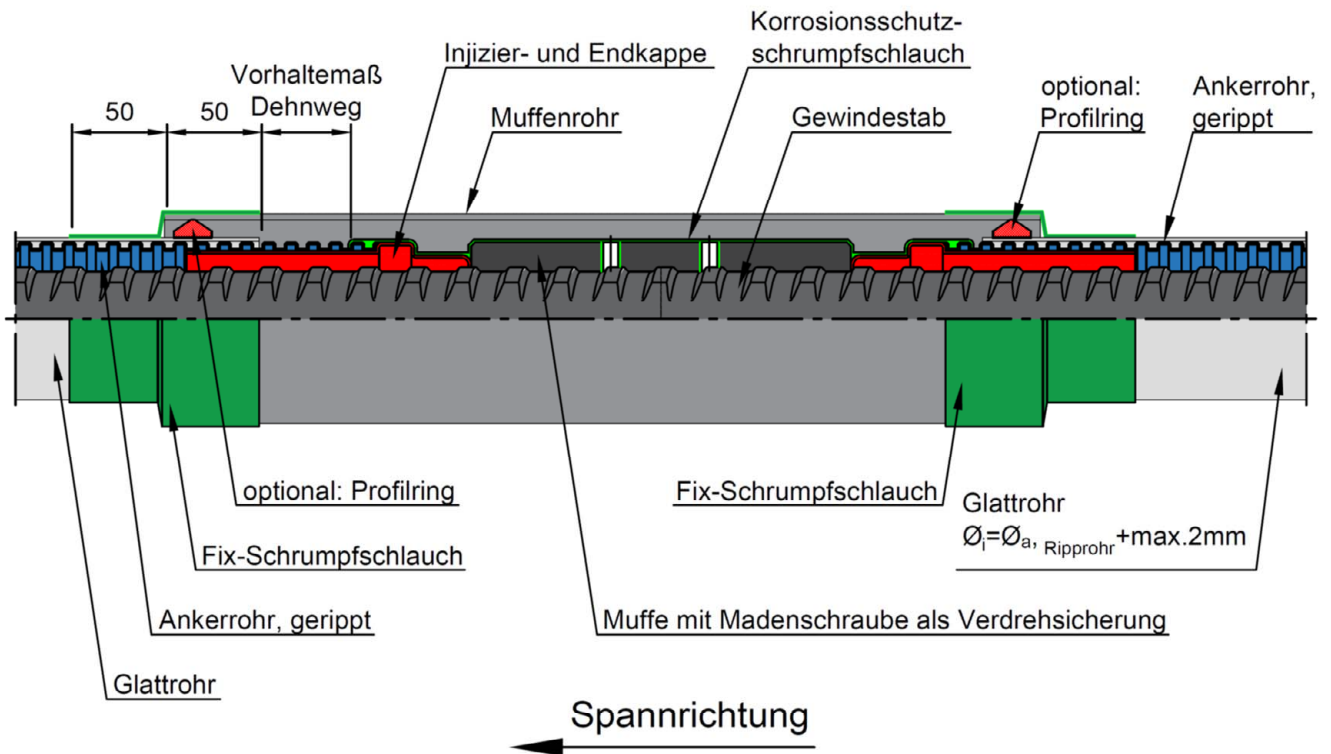 Korrosionsschutz-
schrumpfschlauch
Injizier- und Endkappe
Vorhaltemaß
Dehnweg
optional:
Profilring
Ankerrohr,
gerippt
50
50
Muffenrohr
Gewindestab
optional: Profilring
Fix-Schrumpfschlauch
Glattrohr
Øi=Øa, Ripprohr+max.2mm
Fix-Schrumpfschlauch
Ankerrohr, gerippt
Muffe mit Madenschraube als Verdrehsicherung
Glattrohr
Spannrichtung